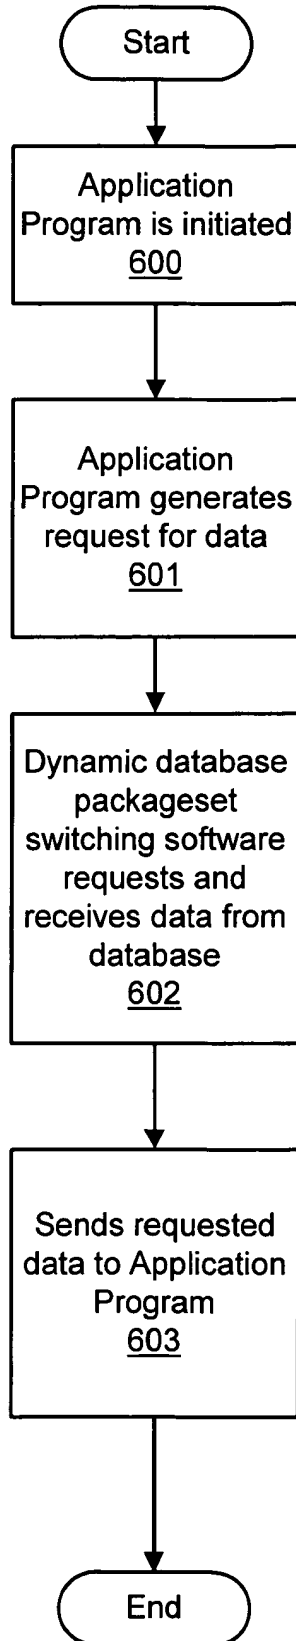 Start
Application
Program is initiated
600
Application
Program generates
request for data
601
Dynamic database
packageset
switching software
requests and
receives data from
database
602
Sends requested
data to Application
Program
603
End